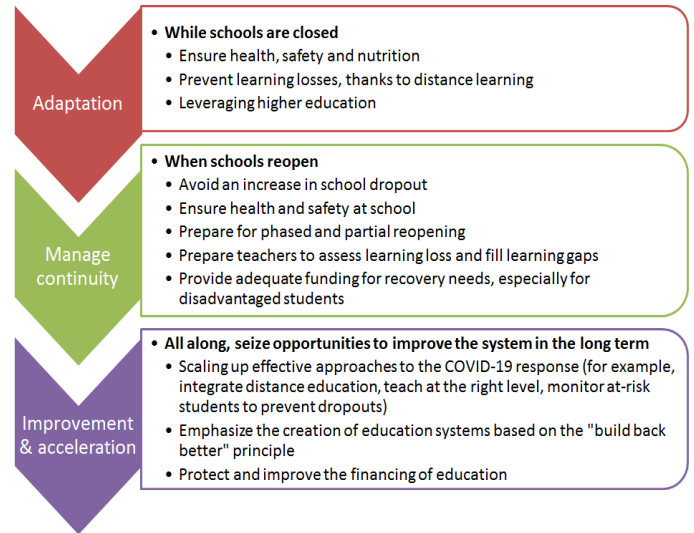 Adaptation
• While schools are closed
• Ensure health, safety and nutrition
• Prevent learning losses, thanks to distance learning
• Leveraging higher education
Manage
continuity
• When schools reopen
• Avoid an increase in school dropout
• Ensure health and safety at school
• Prepare for phased and partial reopening
• Prepare teachers to assess learning loss and fill learning gaps
• Provide adequate funding for recovery needs, especially for
disadvantaged students
Improvement
& acceleration
• All along, seize opportunities to improve the system in the long term
• Scaling up effective approaches to the COVID-19 response (for example,
integrate distance education, teach at the right level, monitor at-risk
students to prevent dropouts)
• Emphasize the creation of education systems based on the "build back
better" principle
• Protect and improve the financing of education